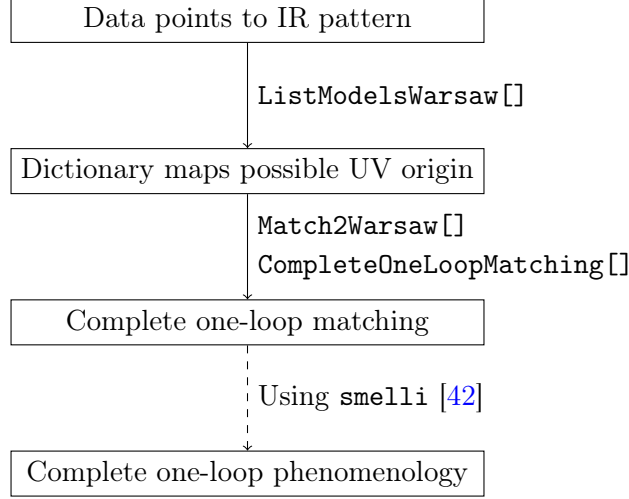 Data points to IR pattern
ListModelsWarsaw[]
Dictionary maps possible UV origin
Match2Warsaw[]
CompleteOneLoopMatching[]
Complete one-loop matching
Using smelli [42]
Complete one-loop phenomenology